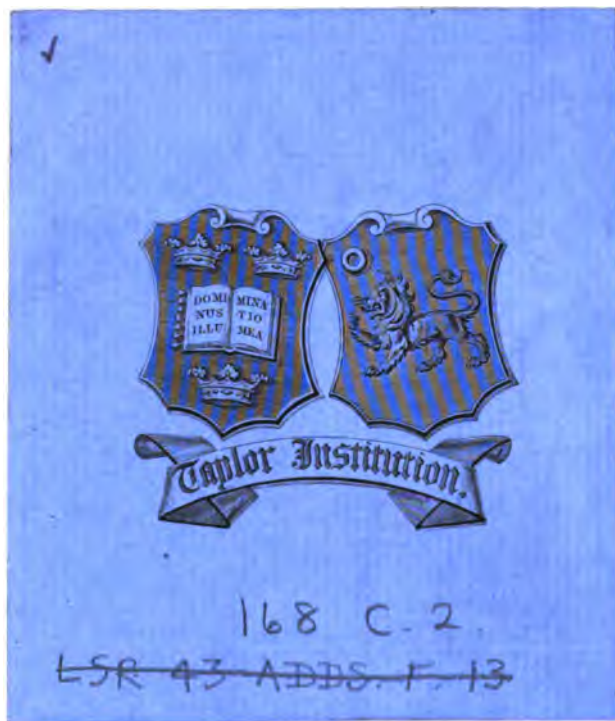 DOMI MINA
NUS TIO
ILLU MEA
Taylor Institution.
168 C. 2.
LSR 43 ADDS. F. 13